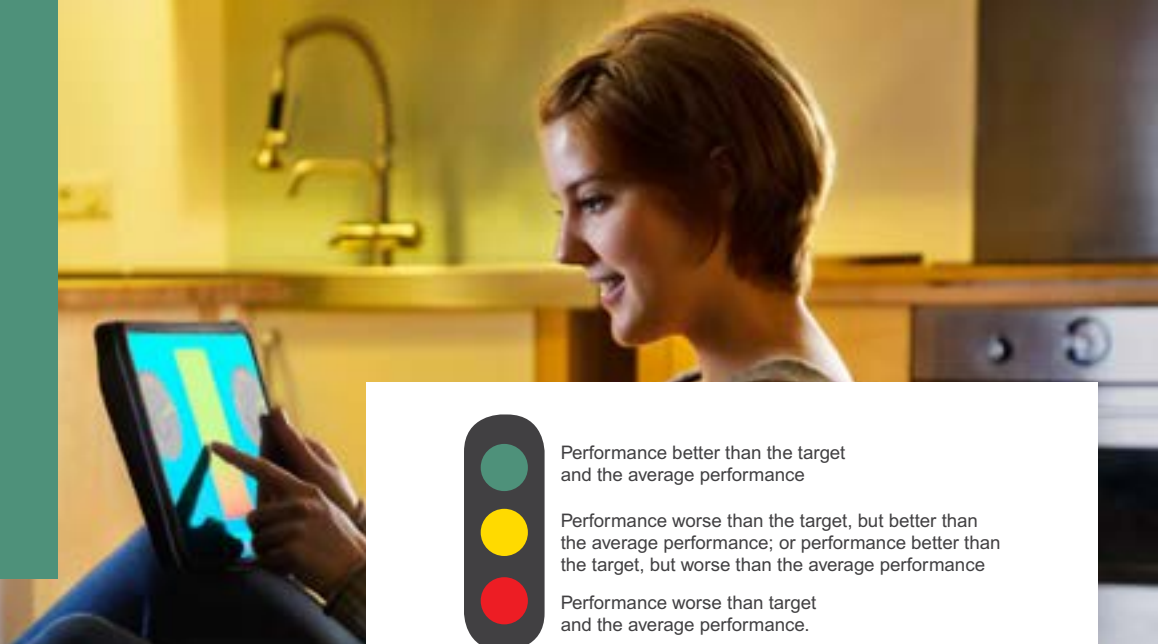 Performance better than the target
and the average performance
Performance worse than the target, but better than
the average performance; or performance better than
the target, but worse than the average performance
Performance worse than target
and the average performance.